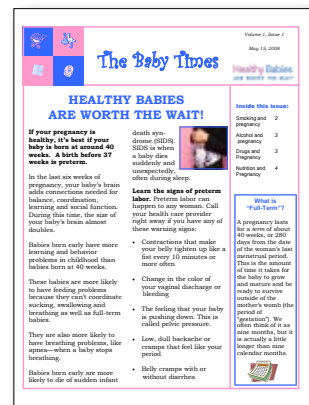 Volume 1, Issue 1
May 15, 2008
The Baby Times
Healthy Babies
HEALTHY BABIES
ARE WORTH THE WAIT!
If your pregnancy is
healthy, it's best if your
baby is born at around 40
weeks. A birth before 37
weeks is preterm.
In the last six weeks of
pregnancy, your baby's brain
adds connections needed for
balance, coordination,
learning and social function.
During this time, the size of
your baby's brain almost
doubles.
Babies born early have more
learning and behavior
problems in childhood than
babies born at 40 weeks.
These babies are more likely
to have feeding problems
because they can't coordinate
sucking, swallowing and
breathing as well as full-term
babies.
They are also more likely to
have breathing problems, like
apnea—when a baby stops
breathing.
Babies born early are more
likely to die of sudden infant
death syn-
drome (SIDS).
SIDS is when
a baby dies
suddenly and
unexpectedly,
often during sleep.
Learn the signs of preterm
labor. Preterm labor can
happen to any woman. Call
your health care provider
right away if you have any of
these warning signs:
• Contractions that make
your belly tighten up like a
fist every 10 minutes or
more often
• Change in the color of
your vaginal discharge or
bleeding
• The feeling that your baby
is pushing down. This is
called pelvic pressure.
• Low, dull backache or
cramps that feel like your
period
• Belly cramps with or
without diarrhea
Inside this issue:
Smoking and 2
pregnancy
Alcohol and 3
pregnancy
Drugs and 3
Pregnancy
Nutrition and 4
Pregnancy
What is
"Full-Term"?
A pregnancy lasts
for a term of about
40 weeks, or 280
days from the date
of the woman's last
menstrual period.
This is the amount
of time it takes for
the baby to grow
and mature and be
ready to survive
outside of the
mother's womb (the
period of
"gestation"). We
often think of it as
nine months, but it
is actually a little
longer than nine
calendar months.